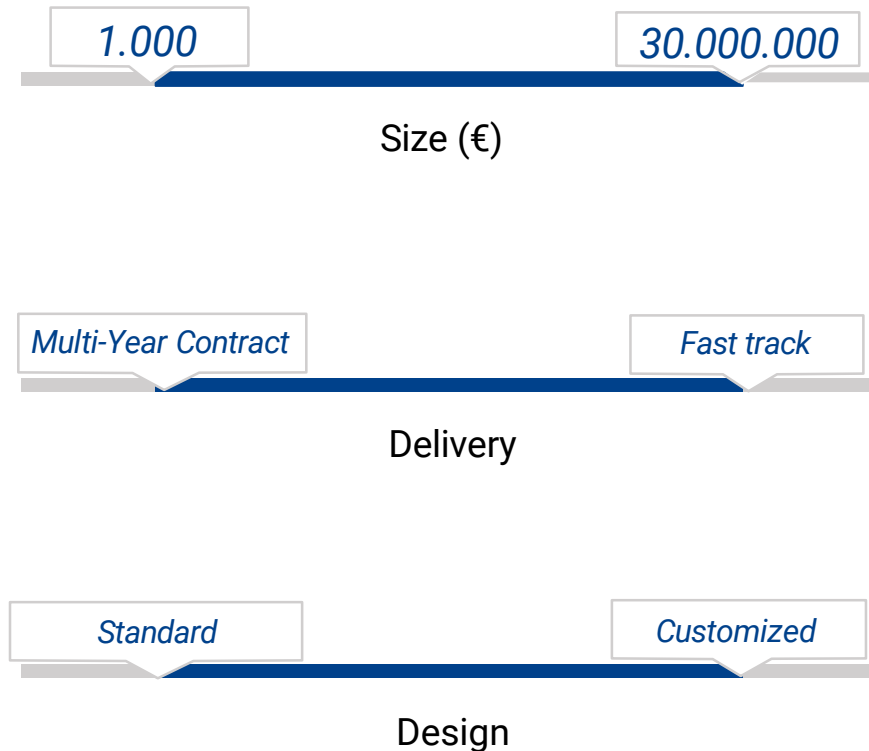 1.000
30.000.000
Size (€)
Multi-Year Contract
Fast track
Delivery
Standard
Customized
Design